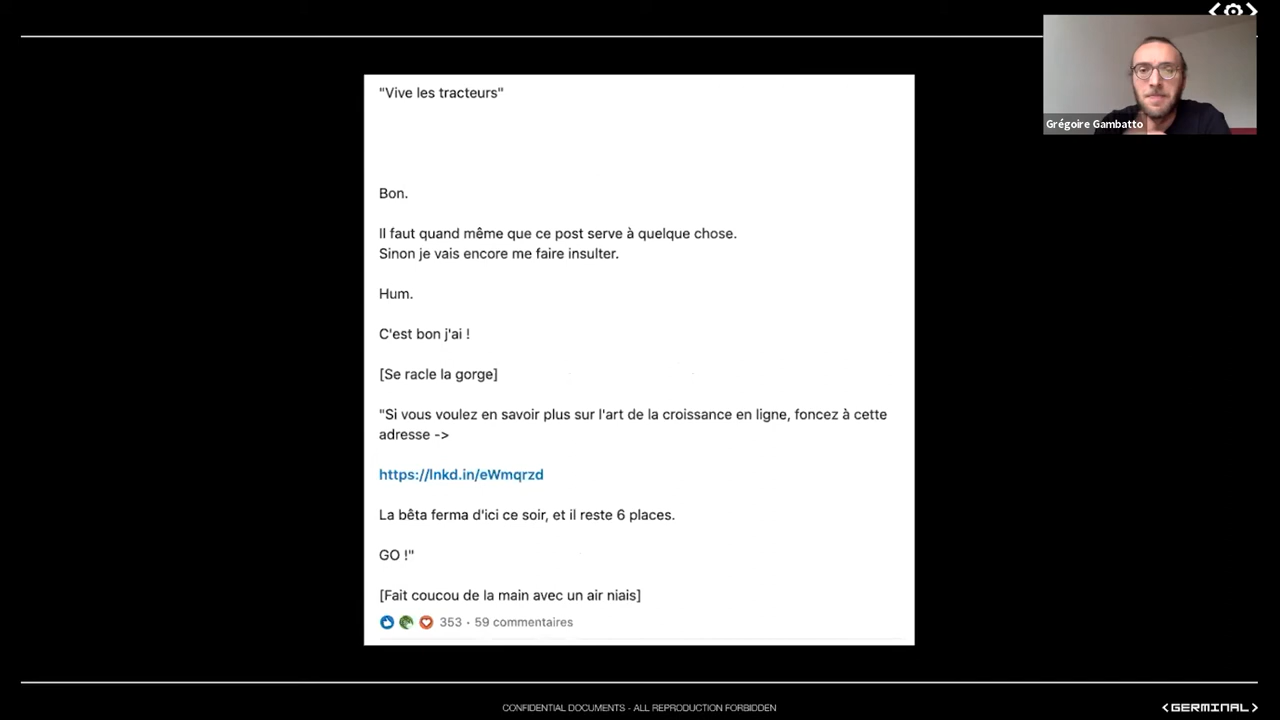 "Vive les tracteurs"
Grégoire Gambatto
Bon.
Il faut quand même que ce post serve à quelque chose.
Sinon je vais encore me faire insulter.
Hum.
C'est bon j'ai !
[Se racle la gorge]
"Si vous voulez en savoir plus sur l'art de la croissance en ligne, foncez à cette
adresse ->
https://lnkd.in/eWmqrzd
La bêta ferma d'ici ce soir, et il reste 6 places.
GO !"
[Fait coucou de la main avec un air niais]
353 · 59 commentaires
CONFIDENTIAL DOCUMENTS - ALL REPRODUCTION FORBIDDEN
<GERMINAL>